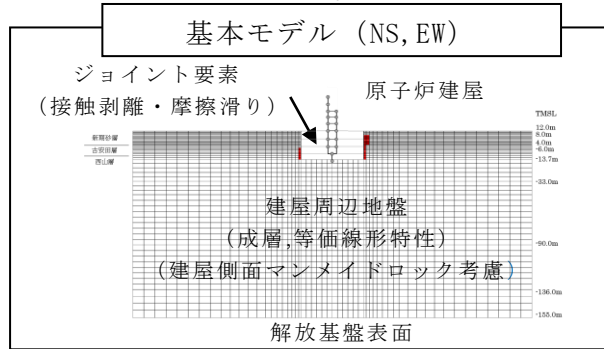 基本モデル (NS,EW)
ジョイント要素
(接触剥離・摩擦滑り)
原子炉建屋
TMSL
12.0m
8.0m
4.0m
-6.0m
-13.7m
-33.0m
-90.0m
-136.0m
-155.0m
新期砂層
古安田層
西山層
建屋周辺地盤
(成層,等価線形特性)
(建屋側面マンメイドロック考慮)
解放基盤表面